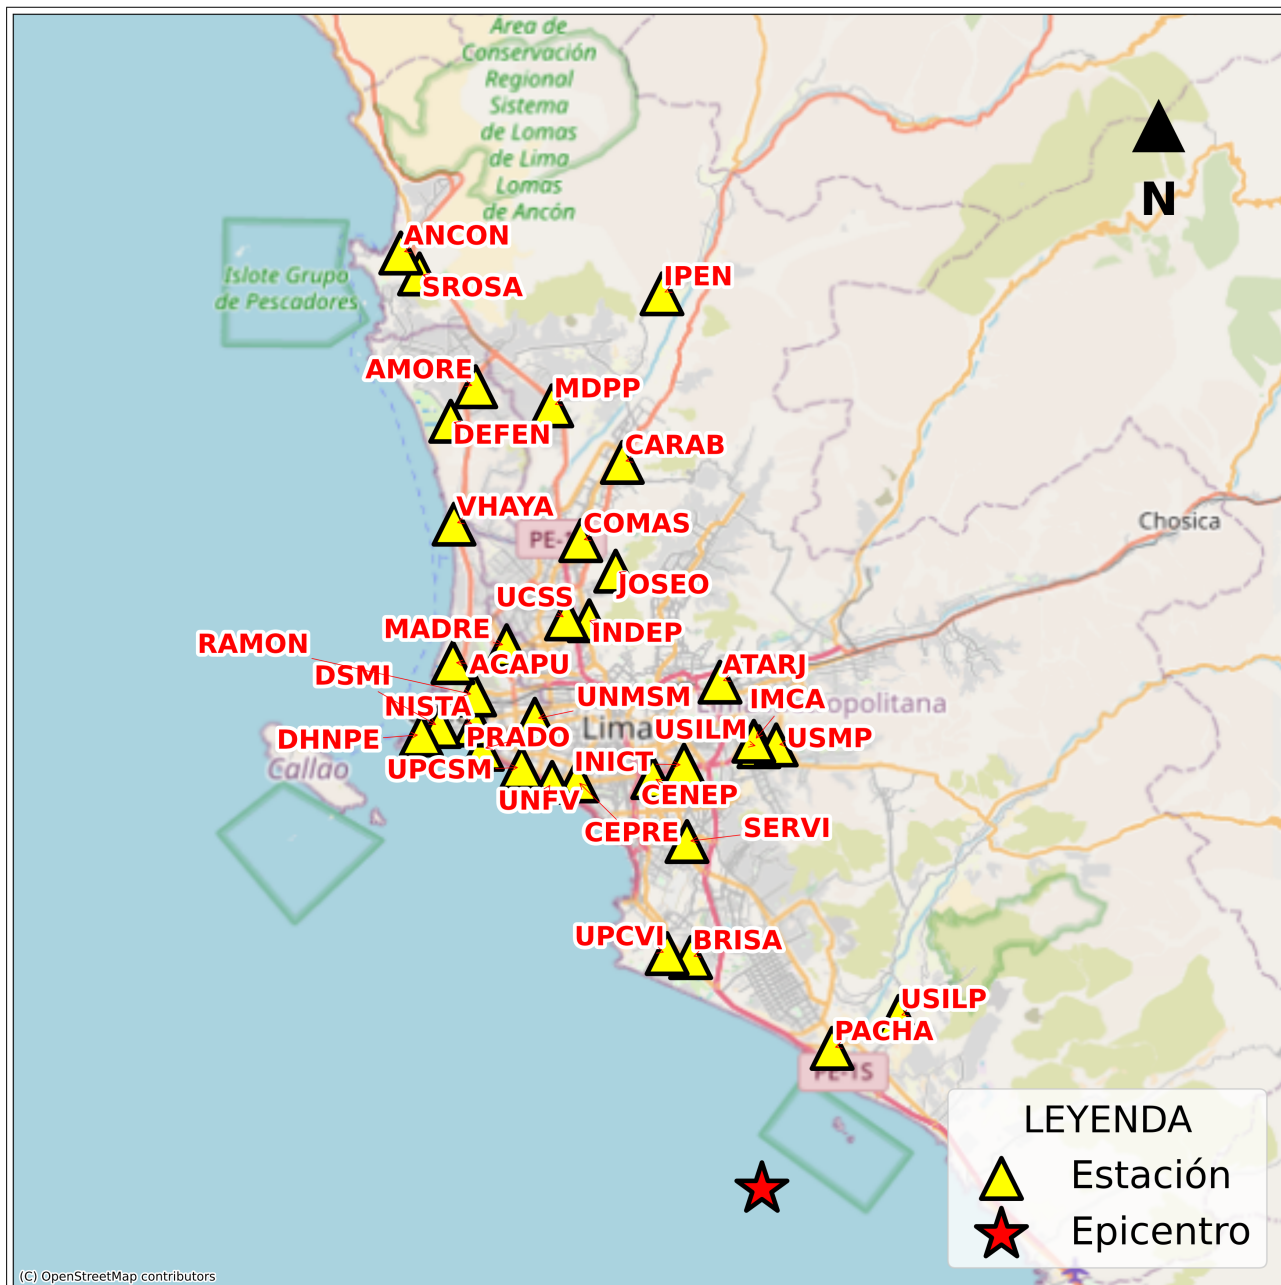 Área de
Conservación
Regional
Sistema
de Lomas
de Lima
Lomas
de Ancón
N
ANCON
SROSA
Islote Grupo
de Pescadores
IPEN
AMORE
MDPP
DEFEN
CARAB
VHAYA
COMAS
PE-1
Chosica
JOSEO
UCSS
INDEP
MADRE
RAMON
ACAPU
ATARJ
DSMI
UNMSM
IMCA
NISTA
opolitana
Lima
USILM
USMP
DHNPE
PRADO
Callao
UPCSM
INICT
UNFV
CENEP
CEPRE
SERVI
UPCVI
BRISA
USILP
PACHA
PE-1S
LEYENDA
Estación
Epicentro
(C) OpenStreetMap contributors